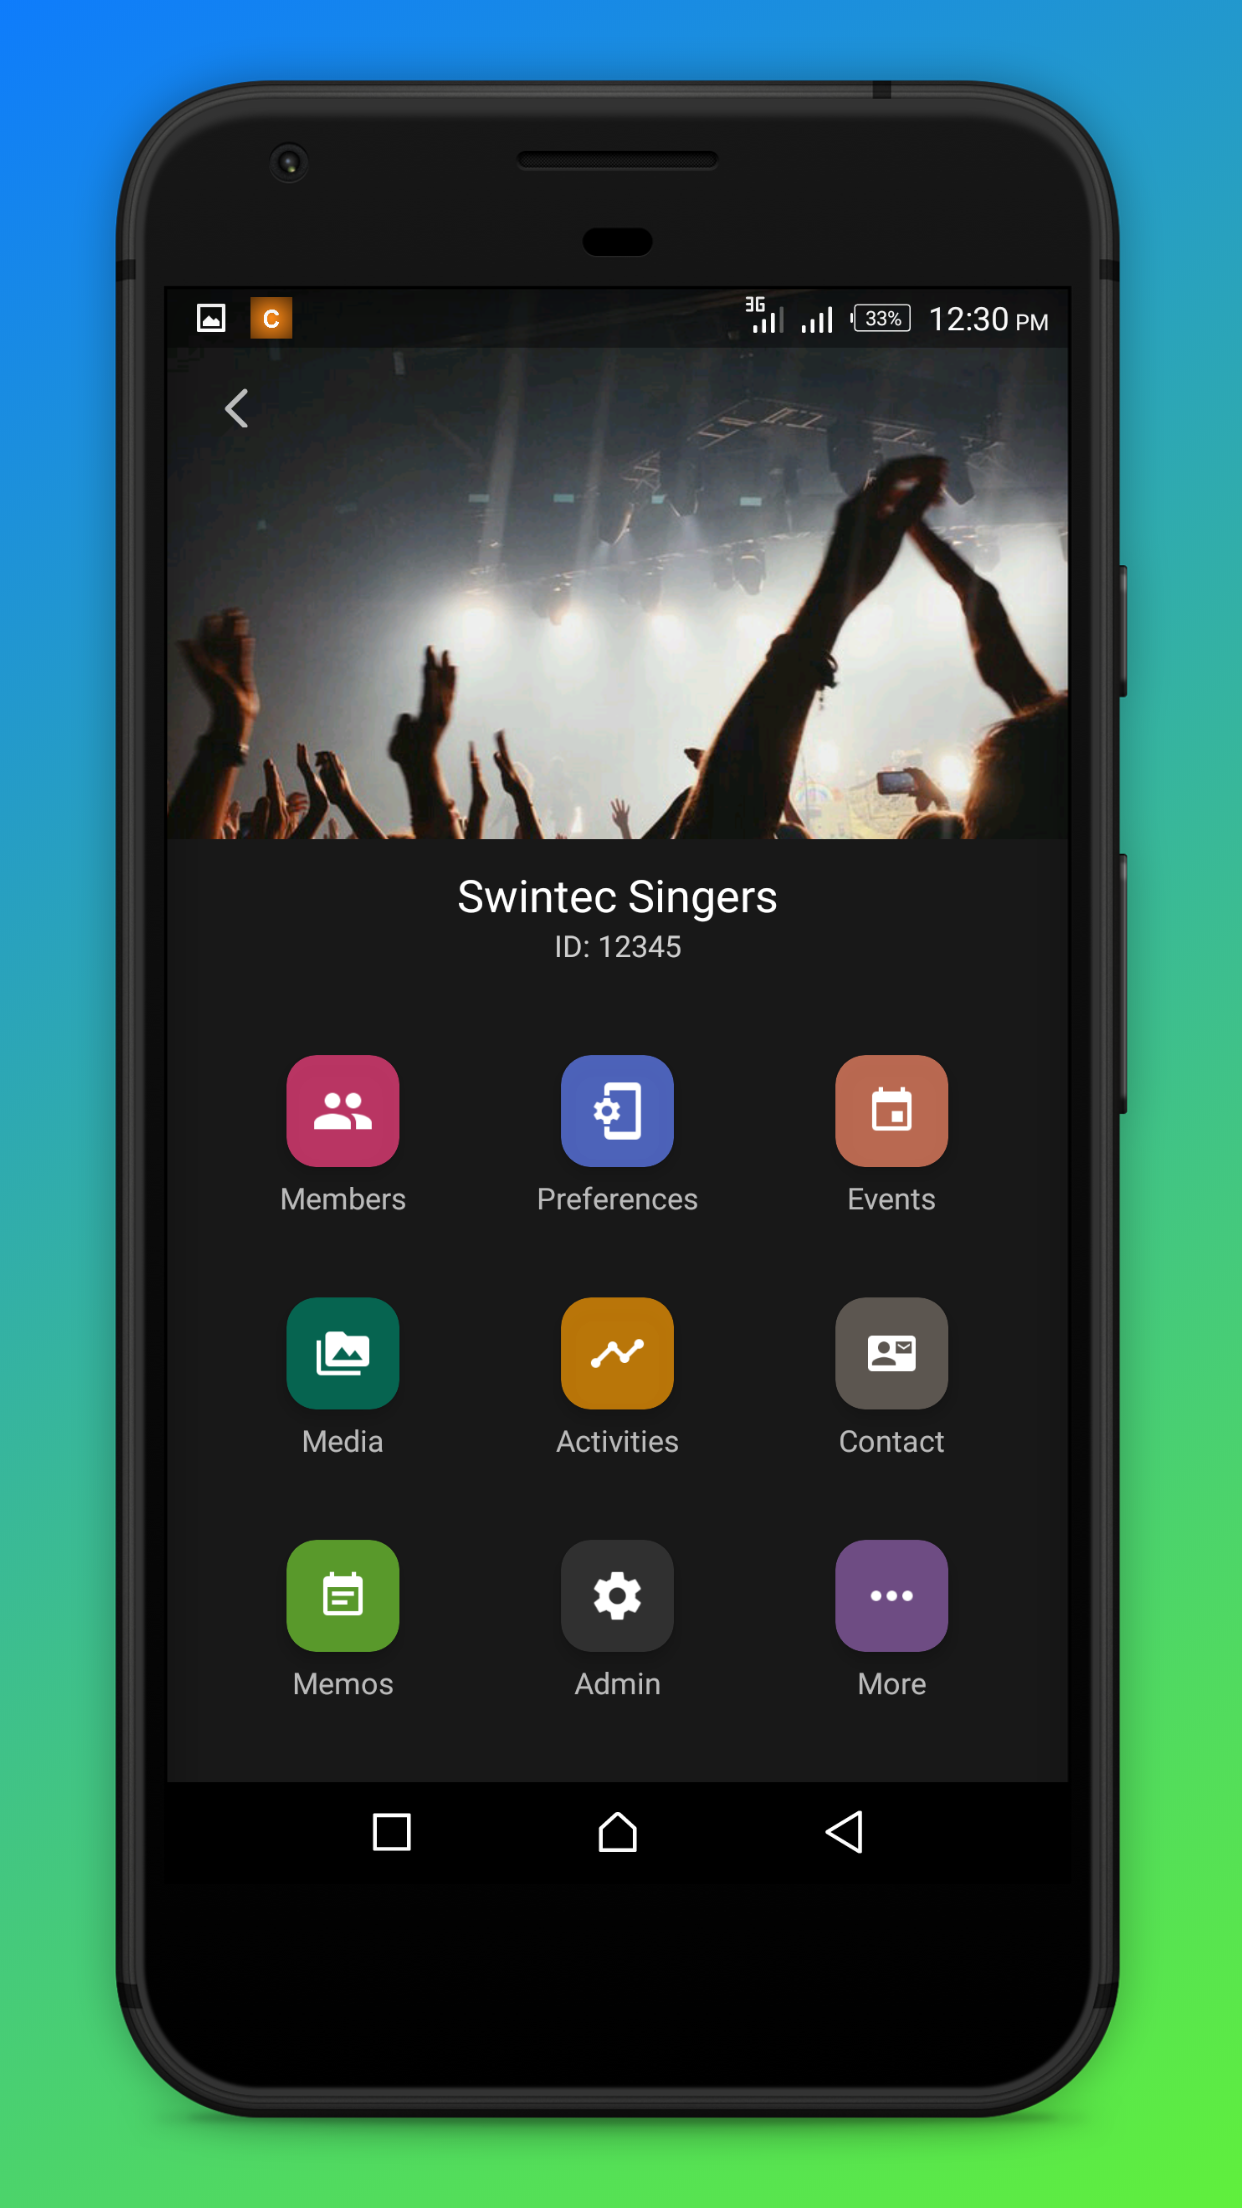 C 3G 33% 12:30 PM
Swintec Singers
ID: 12345
Members Preferences Events
Media Activities Contact
Memos Admin More